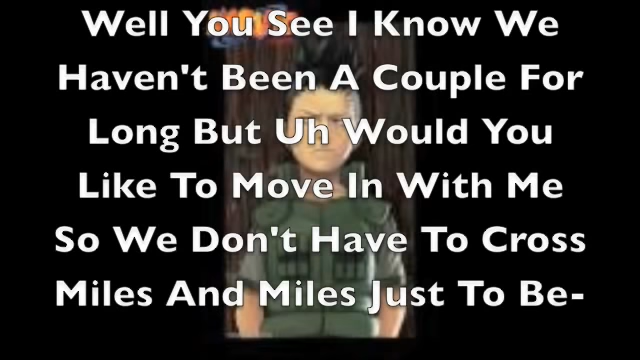 Well You See I Know We
Haven't Been A Couple For
Long But Uh Would You
Like To Move In With Me
So We Don't Have To Cross
Miles And Miles Just To Be-